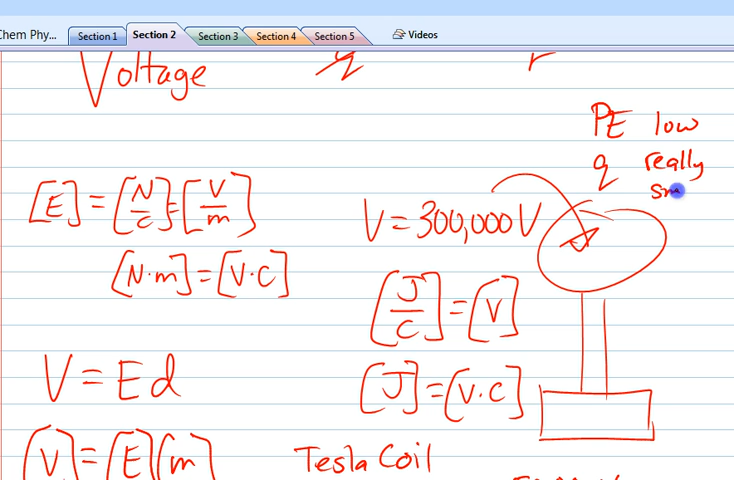 Chem Phy... Section 1 Section 2 Section 3 Section 4 Section 5 Videos
Voltage q r
PE low
q really
[E] = [N/C] = [V/m]
V = 300,000V
[N·m] = [V·C]
[J/C] = [V]
V = Ed
[J] = [V·C]
[V] = [E][m]
Tesla Coil